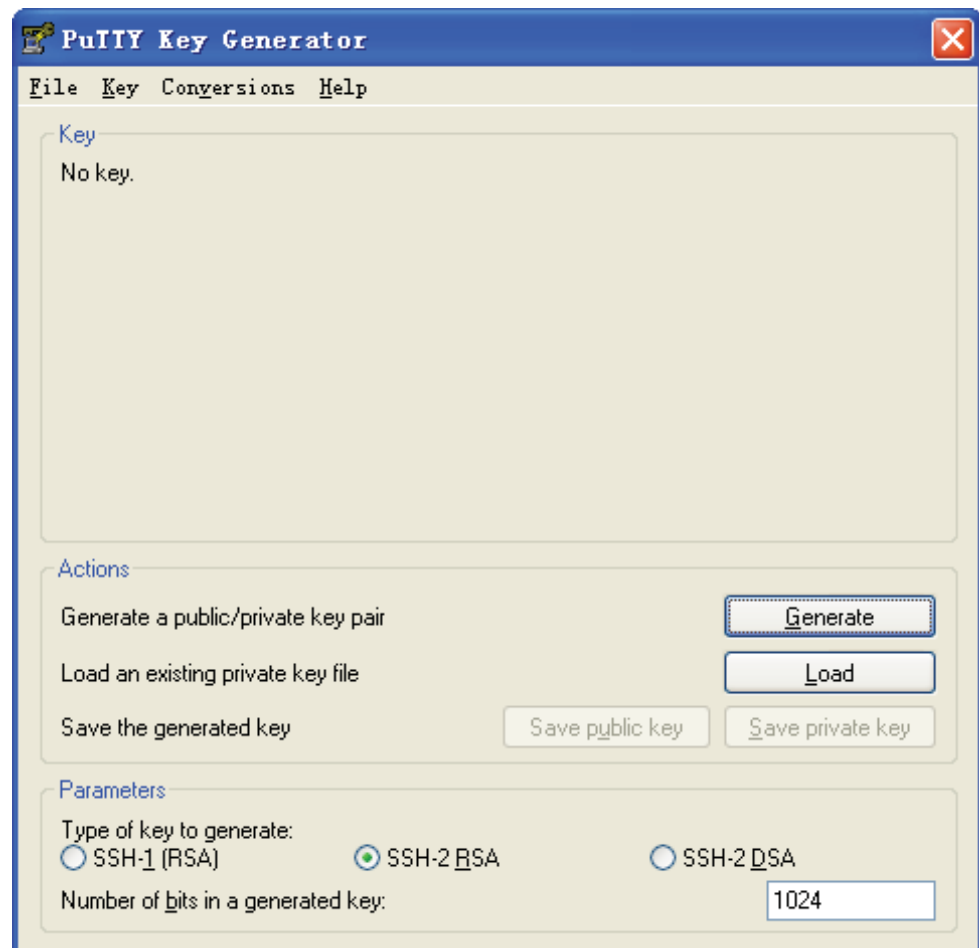 PuTTY Key Generator
File Key Conversions Help
Key
No key.
Actions
Generate a public/private key pair Generate
Load an existing private key file Load
Save the generated key Save public key Save private key
Parameters
Type of key to generate:
SSH-1 (RSA) SSH-2 RSA SSH-2 DSA
Number of bits in a generated key: 1024